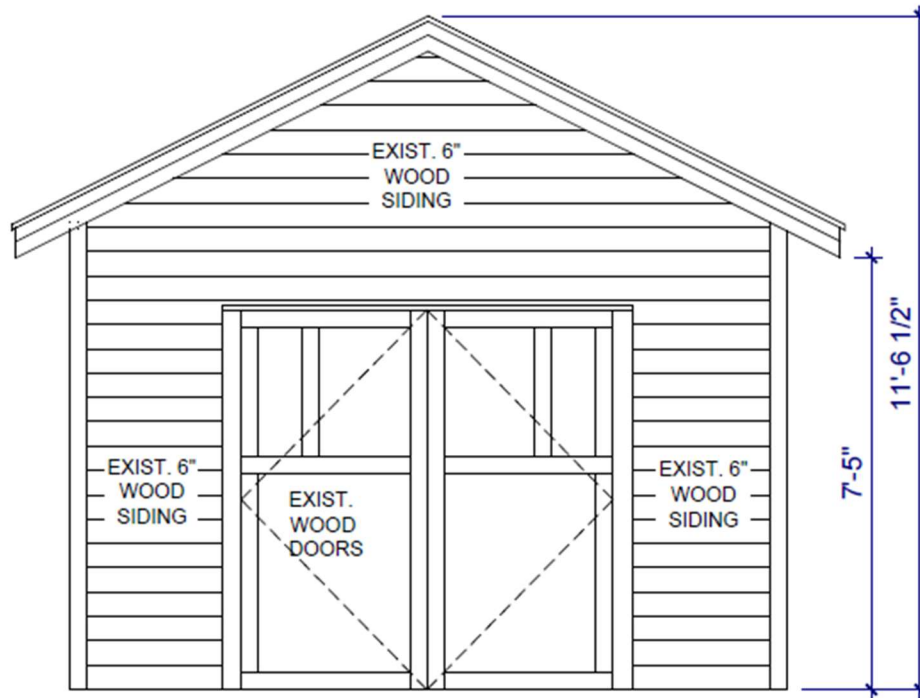 EXIST. 6"
WOOD
SIDING
EXIST. 6"
WOOD
SIDING
EXIST.
WOOD
DOORS
EXIST. 6"
WOOD
SIDING
7'-5"
11'-6 1/2"